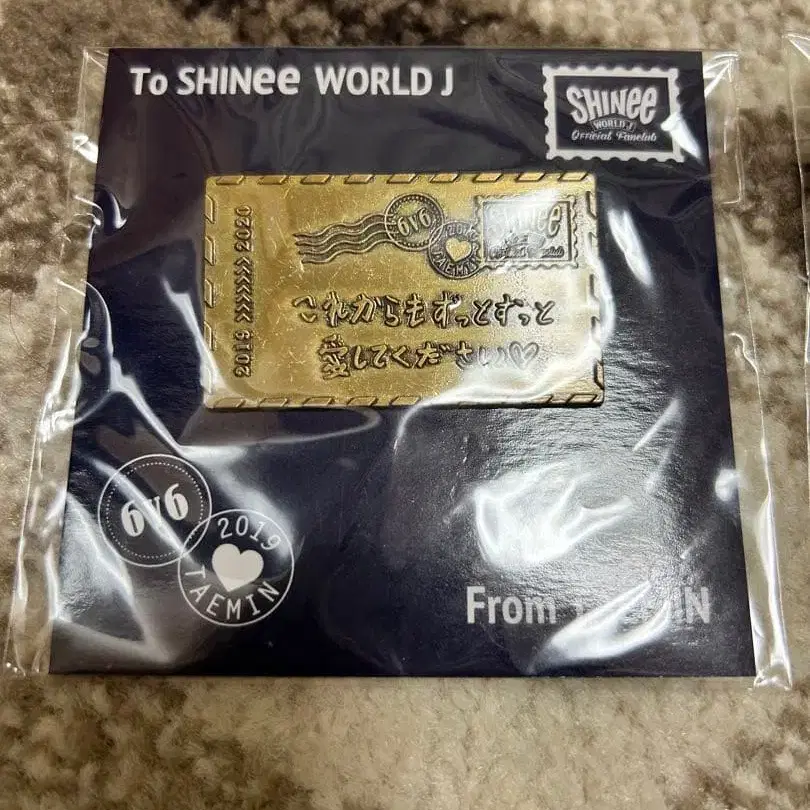 To SHINee WORLD J
SHINee
WORLD J
Official Fanclub
6v6
TAEMIN
SHINee
2019 >>>>>>> 2020
これからもずっとずっと
愛してください♡
6v6
2019
TAEMIN
From